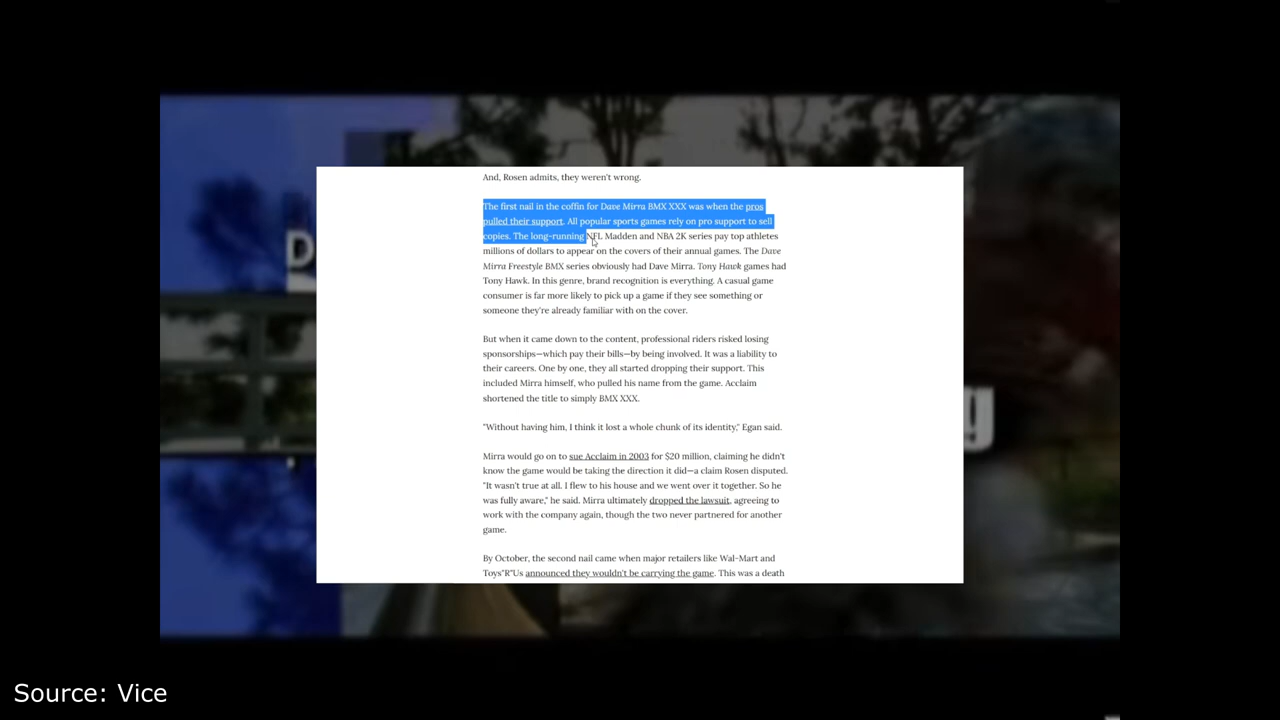 And, Rosen admits, they weren't wrong.
The first nail in the coffin for Dave Mirra BMX XXX was when the pros
pulled their support. All popular sports games rely on pro support to sell
copies. The long-running NFL Madden and NBA 2K series pay top athletes
millions of dollars to appear on the covers of their annual games. The Dave
Mirra Freestyle BMX series obviously had Dave Mirra. Tony Hawk games had
Tony Hawk. In this genre, brand recognition is everything. A casual game
consumer is far more likely to pick up a game if they see something or
someone they're already familiar with on the cover.
But when it came down to the content, professional riders risked losing
sponsorships—which pay their bills—by being involved. It was a liability to
their careers. One by one, they all started dropping their support. This
included Mirra himself, who pulled his name from the game. Acclaim
shortened the title to simply BMX XXX.
"Without having him, I think it lost a whole chunk of its identity," Egan said.
Mirra would go on to sue Acclaim in 2003 for $20 million, claiming he didn't
know the game would be taking the direction it did—a claim Rosen disputed.
"It wasn't true at all. I flew to his house and we went over it together. So he
was fully aware," he said. Mirra ultimately dropped the lawsuit, agreeing to
work with the company again, though the two never partnered for another
game.
By October, the second nail came when major retailers like Wal-Mart and
Toys"R"Us announced they wouldn't be carrying the game. This was a death
Source: Vice